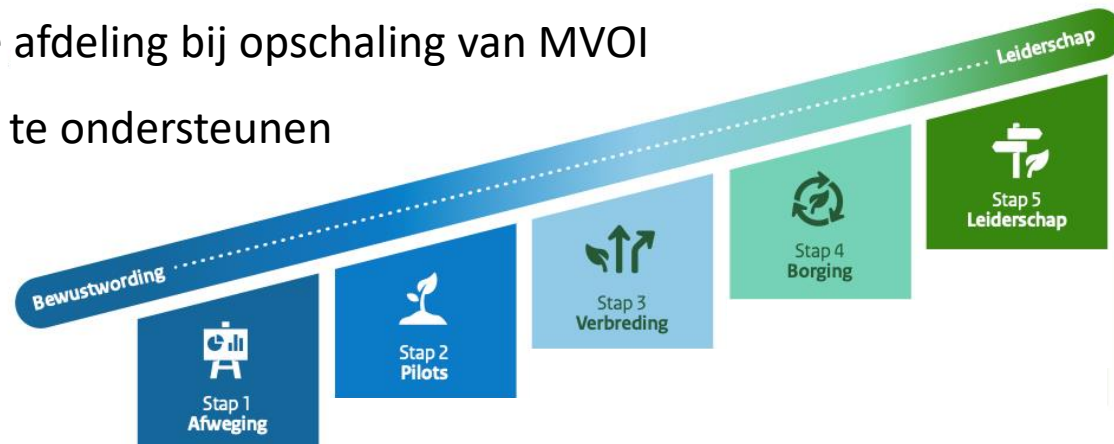 afdeling bij opschaling van MVOI
te ondersteunen
Bewustwording
Leiderschap
Stap 1
Afweging
Stap 2
Pilots
Stap 3
Verbreding
Stap 4
Borging
Stap 5
Leiderschap